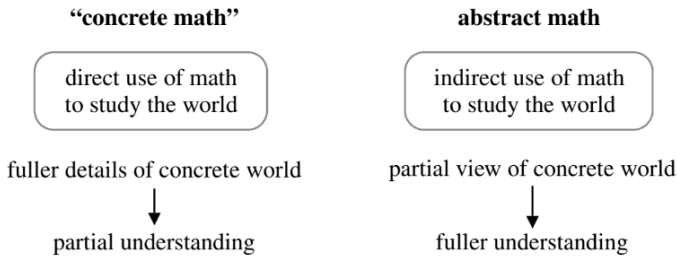 “concrete math”
direct use of math
to study the world
fuller details of concrete world
partial understanding
abstract math
indirect use of math
to study the world
partial view of concrete world
fuller understanding